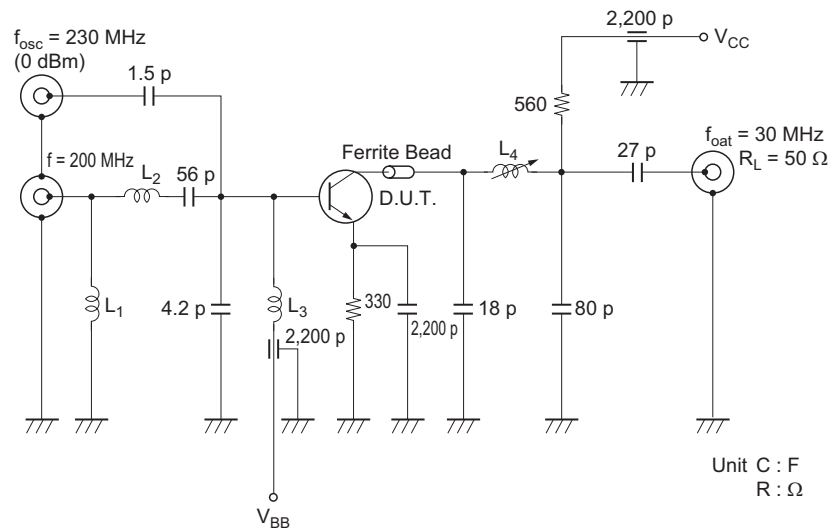 f_osc = 230 MHz
(0 dBm)
1.5 p
f = 200 MHz
L_2
56 p
Ferrite Bead
D.U.T.
L_4
2,200 p
V_CC
560
27 p
f_oat = 30 MHz
R_L = 50 Ω
L_1
4.2 p
L_3
2,200 p
330
2,200 p
18 p
80 p
V_BB
Unit C : F
R : Ω